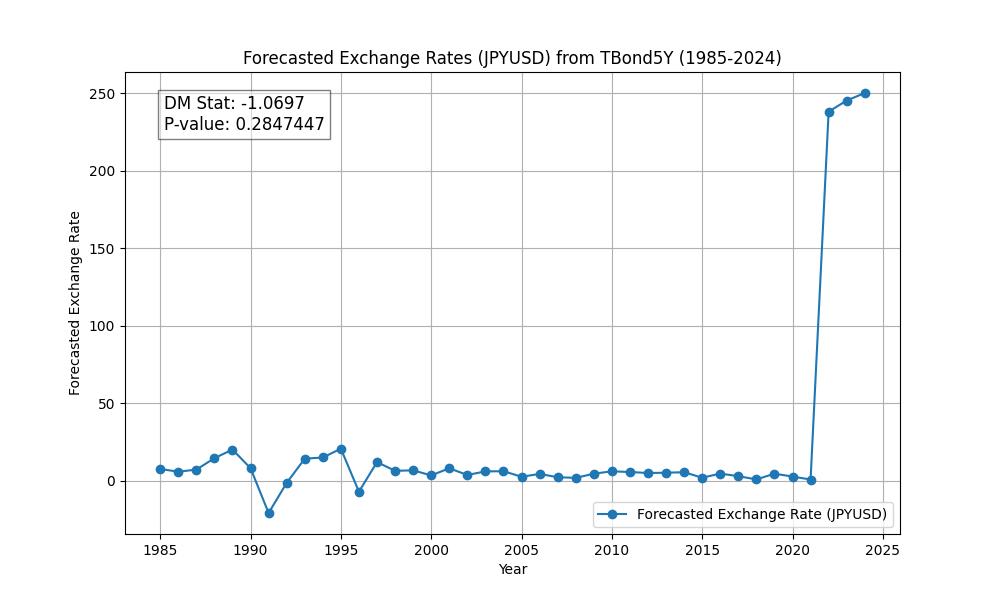 Forecasted Exchange Rates (JPYUSD) from TBond5Y (1985-2024)
DM Stat: -1.0697
P-value: 0.2847447
Forecasted Exchange Rate
250
200
150
100
50
0
Forecasted Exchange Rate (JPYUSD)
1985 1990 1995 2000 2005 2010 2015 2020 2025
Year